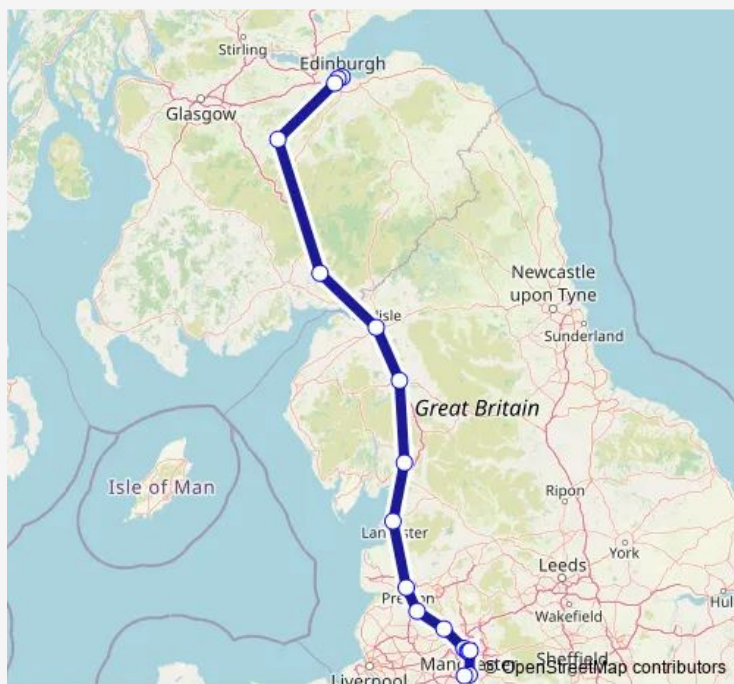 Edinburgh
Stirling
Glasgow
Newcastle
upon Tyne
Sunderland
Great Britain
Isle of Man
Ripon
York
Leeds
Wakefield
Sheffield
Liverpool
© OpenStreetMap contributors